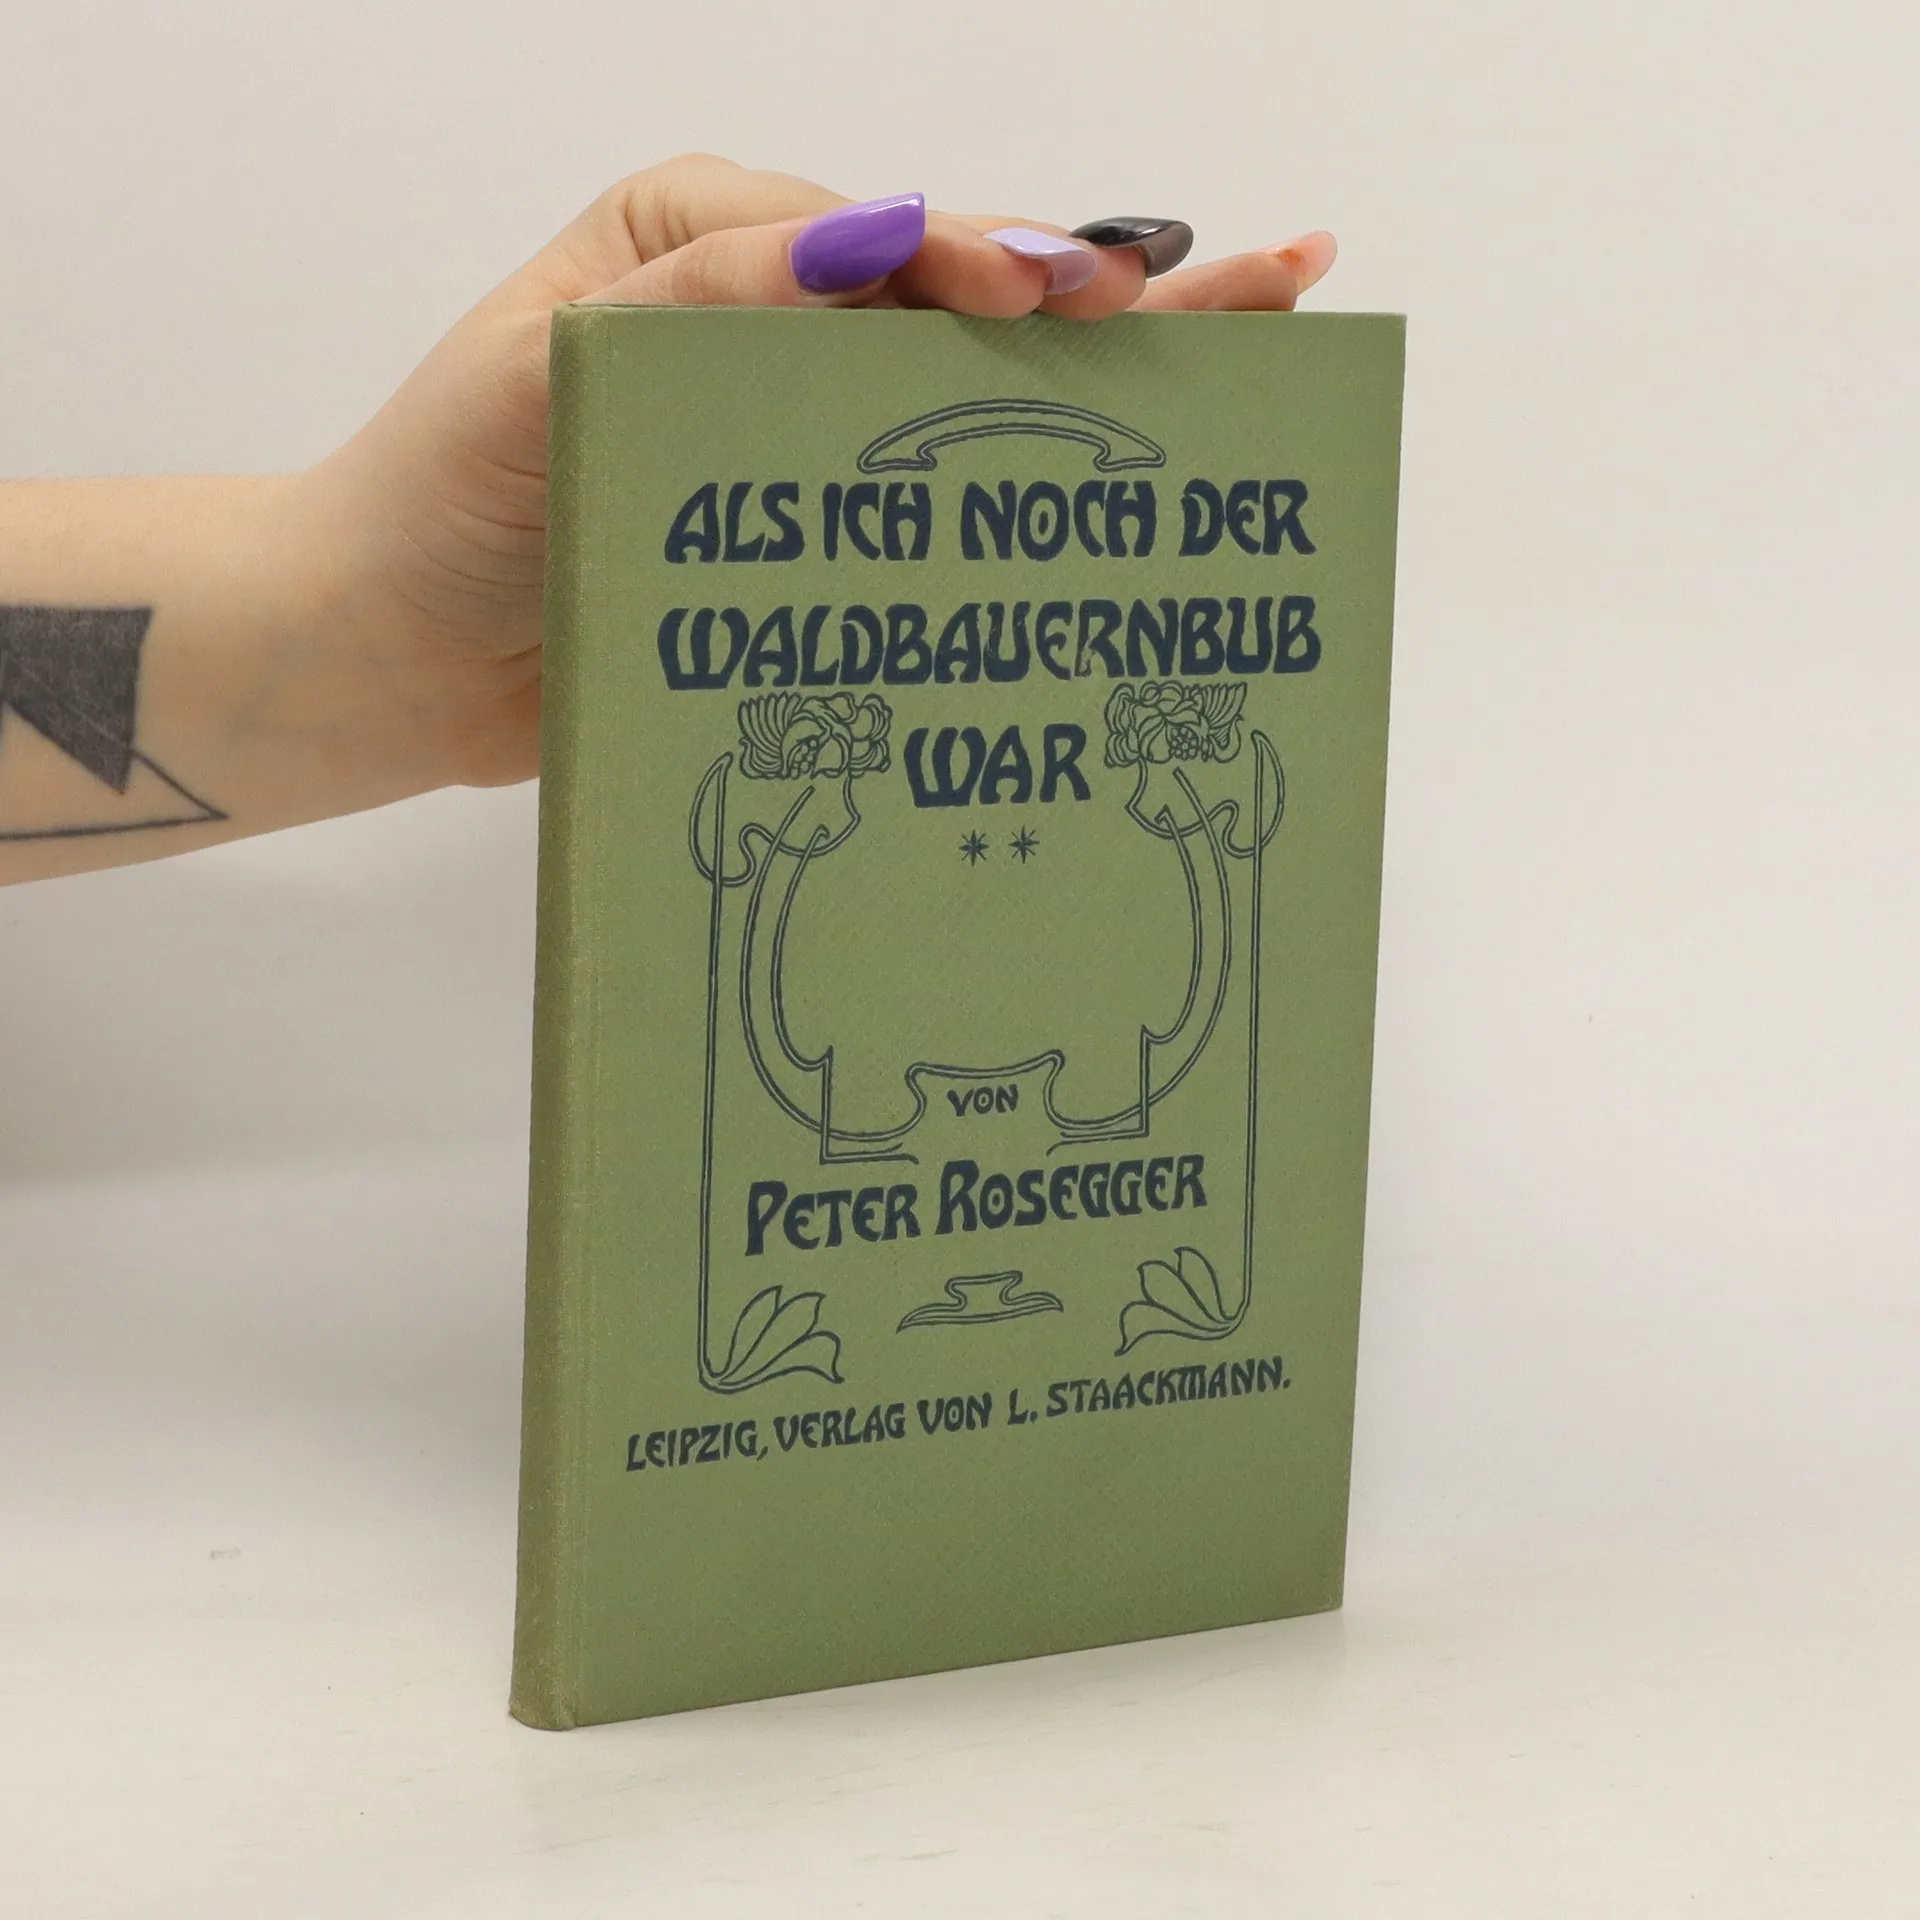 ALS ICH NOCH DER
WALDBAUERNBUB
WAR
* *
VON
PETER ROSEGGER
LEIPZIG, VERLAG VON L. STAACKMANN.